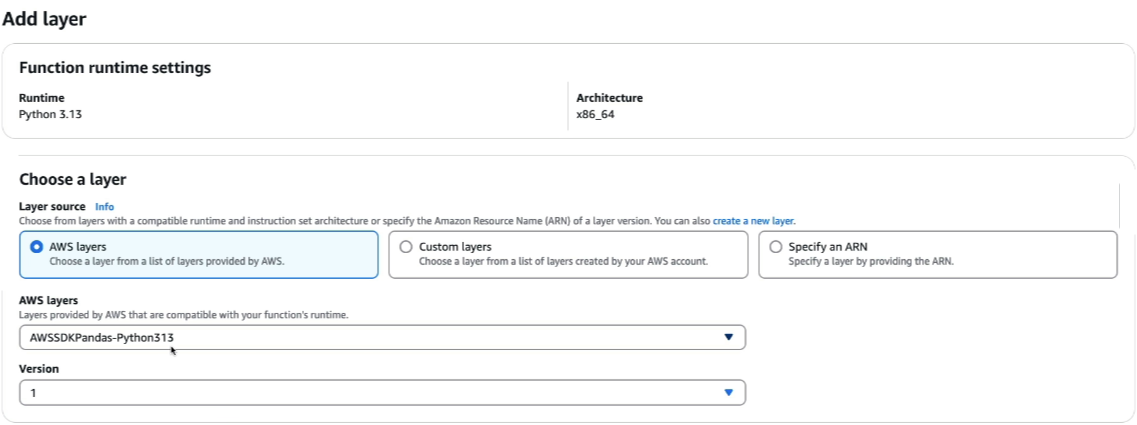 Add layer
Function runtime settings
Runtime
Python 3.13
Architecture
x86_64
Choose a layer
Layer source Info
Choose from layers with a compatible runtime and instruction set architecture or specify the Amazon Resource Name (ARN) of a layer version. You can also create a new layer.
AWS layers
Choose a layer from a list of layers provided by AWS.
Custom layers
Choose a layer from a list of layers created by your AWS account.
Specify an ARN
Specify a layer by providing the ARN.
AWS layers
Layers provided by AWS that are compatible with your function's runtime.
AWSSDKPandas-Python313
Version
1